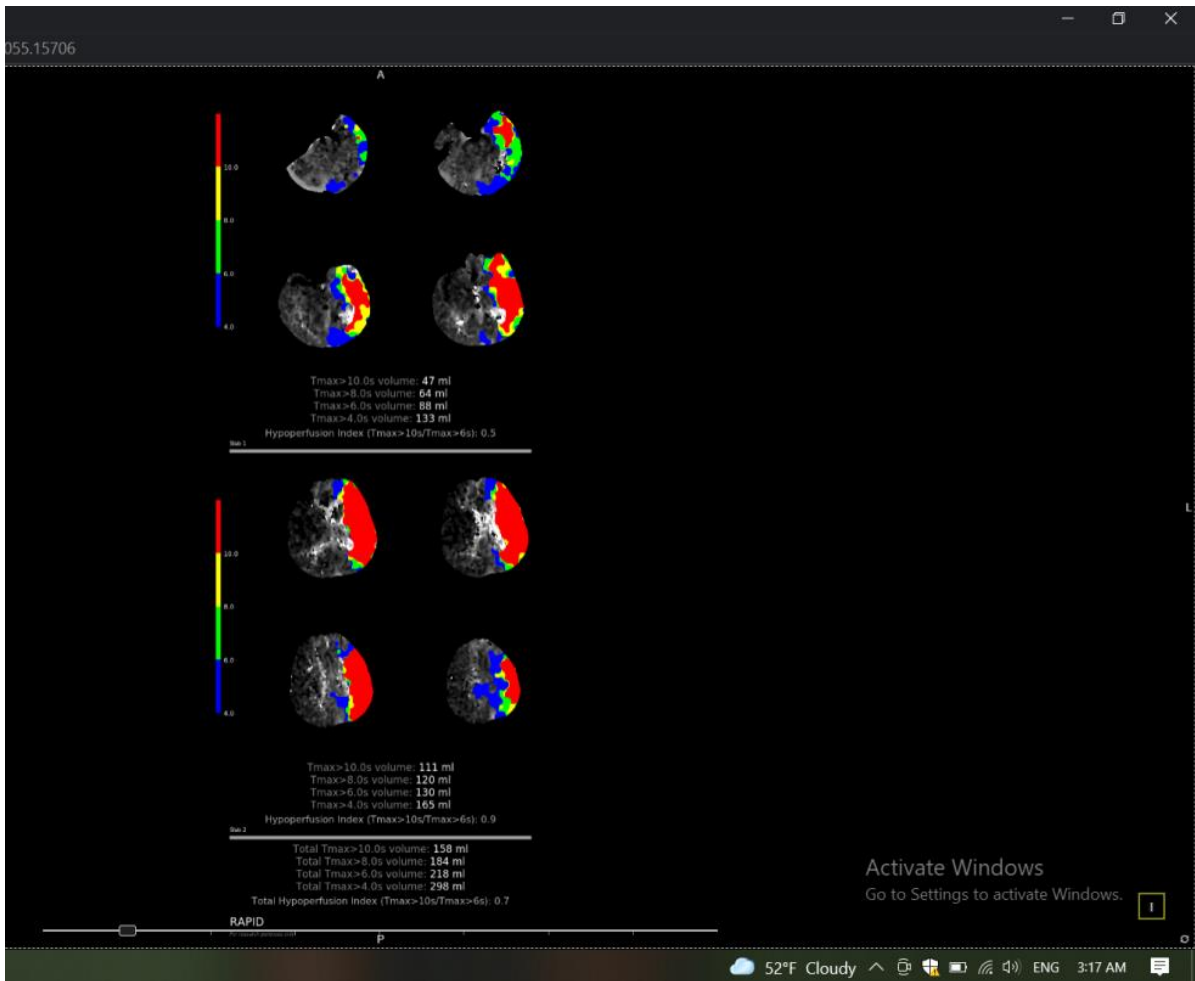 055.15706
A
10.0
8.0
6.0
4.0
Tmax>10.0s volume: 47 ml
Tmax>8.0s volume: 64 ml
Tmax>6.0s volume: 88 ml
Tmax>4.0s volume: 133 ml
Hypoperfusion Index (Tmax>10s/Tmax>6s): 0.5
Slab 1
L
10.0
8.0
6.0
4.0
Tmax>10.0s volume: 111 ml
Tmax>8.0s volume: 120 ml
Tmax>6.0s volume: 130 ml
Tmax>4.0s volume: 165 ml
Hypoperfusion Index (Tmax>10s/Tmax>6s): 0.9
Slab 2
Total Tmax>10.0s volume: 158 ml
Total Tmax>8.0s volume: 184 ml
Total Tmax>6.0s volume: 218 ml
Total Tmax>4.0s volume: 298 ml
Total Hypoperfusion Index (Tmax>10s/Tmax>6s): 0.7
RAPID
P
Activate Windows
Go to Settings to activate Windows.
I
52°F Cloudy
ENG
3:17 AM